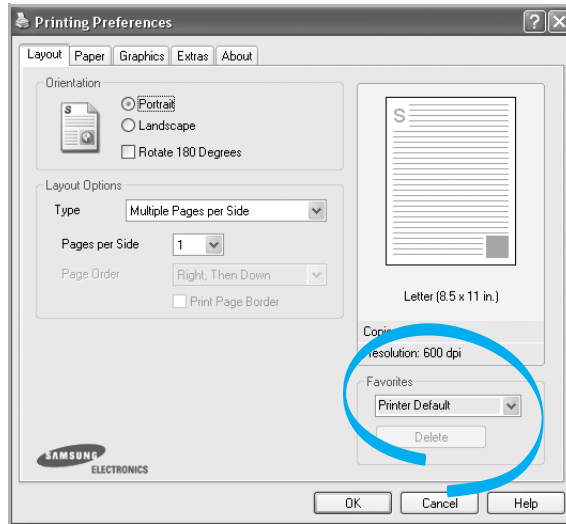 Printing Preferences
Layout Paper Graphics Extras About
Orientation
S
Portrait
Landscape
Rotate 180 Degrees
Layout Options
Type Multiple Pages per Side
Pages per Side 1
Page Order Right, Then Down
Print Page Border
S
Letter (8.5 x 11 in.)
Resolution: 600 dpi
Favorites
Printer Default
Delete
SAMSUNG
ELECTRONICS
OK Cancel Help